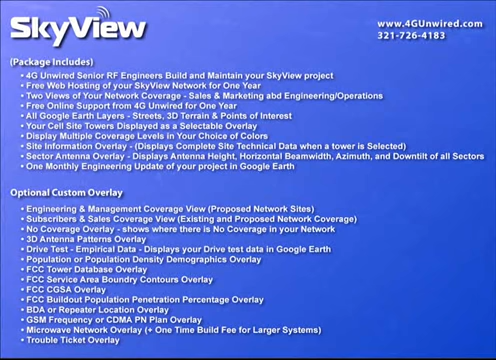 SkyView
www.4GUnwired.com
321-726-4183
(Package Includes)
• 4G Unwired Senior RF Engineers Build and Maintain your SkyView project
• Free Web Hosting of your SkyView Network for One Year
• Two Views of Your Network Coverage - Sales & Marketing abd Engineering/Operations
• Free Online Support from 4G Unwired for One Year
• All Google Earth Layers - Streets, 3D Terrain & Points of Interest
• Your Cell Site Towers Displayed as a Selectable Overlay
• Display Multiple Coverage Levels in Your Choice of Colors
• Site Information Overlay - (Displays Complete Site Technical Data when a tower is Selected)
• Sector Antenna Overlay - Displays Antenna Height, Horizontal Beamwidth, Azimuth, and Downtilt of all Sectors
• One Monthly Engineering Update of your project in Google Earth
Optional Custom Overlay
• Engineering & Management Coverage View (Proposed Network Sites)
• Subscribers & Sales Coverage View (Existing and Proposed Network Coverage)
• No Coverage Overlay - shows where there is No Coverage in your Network
• 3D Antenna Patterns Overlay
• Drive Test - Empirical Data - Displays your Drive test data in Google Earth
• Population or Population Density Demographics Overlay
• FCC Tower Database Overlay
• FCC Service Area Boundry Contours Overlay
• FCC CGSA Overlay
• FCC Buildout Population Penetration Percentage Overlay
• BDA or Repeater Location Overlay
• GSM Frequency or CDMA PN Plan Overlay
• Microwave Network Overlay (+ One Time Build Fee for Larger Systems)
• Trouble Ticket Overlay